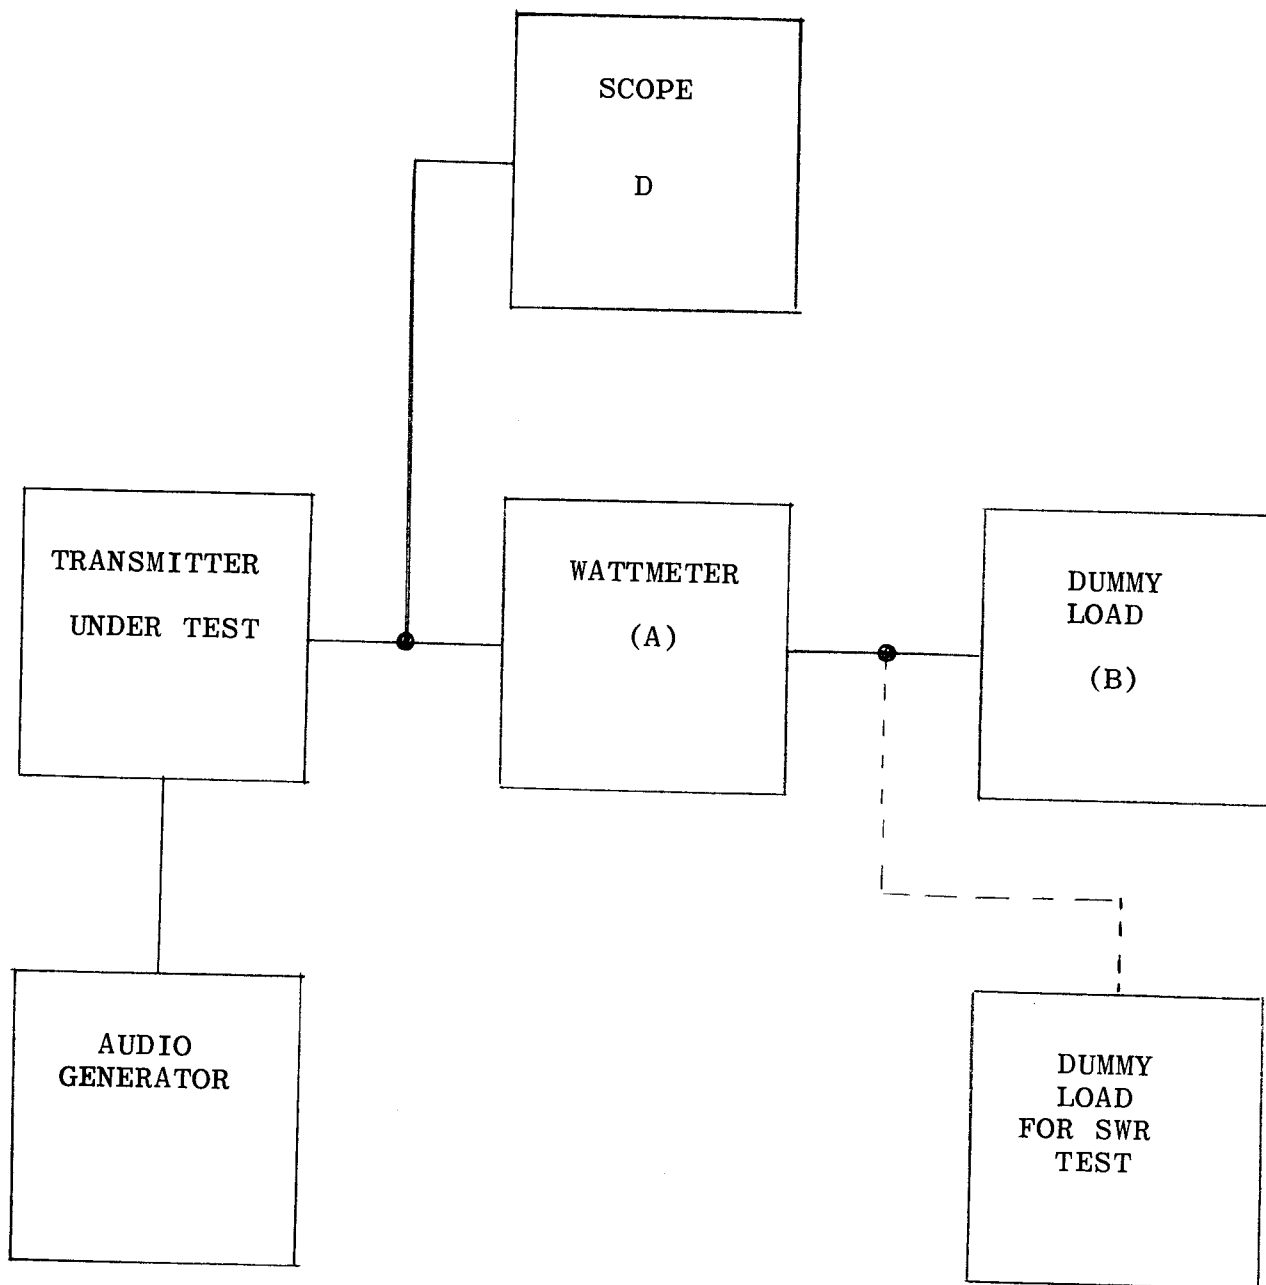 SCOPE
D
TRANSMITTER
UNDER TEST
WATTMETER
(A)
DUMMY
LOAD
(B)
AUDIO
GENERATOR
DUMMY
LOAD
FOR SWR
TEST